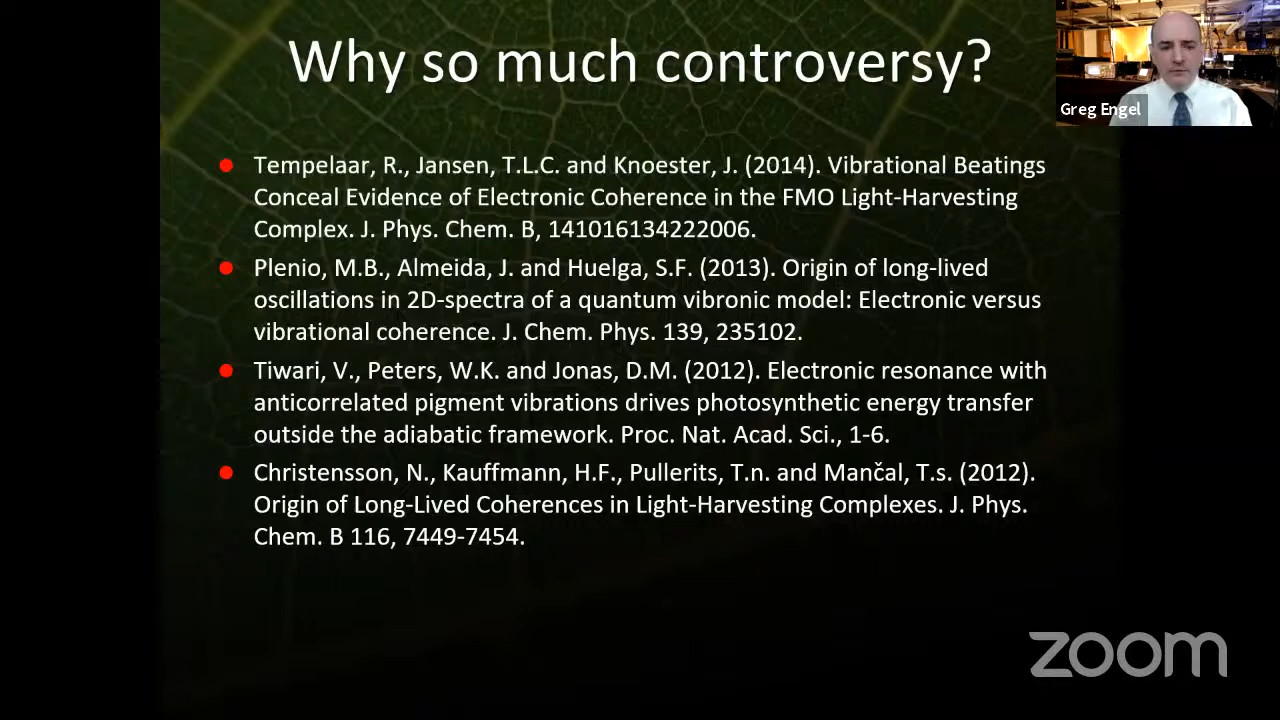 Why so much controversy?
Greg Engel
Tempelaar, R., Jansen, T.L.C. and Knoester, J. (2014). Vibrational Beatings
Conceal Evidence of Electronic Coherence in the FMO Light-Harvesting
Complex. J. Phys. Chem. B, 141016134222006.
Plenio, M.B., Almeida, J. and Huelga, S.F. (2013). Origin of long-lived
oscillations in 2D-spectra of a quantum vibronic model: Electronic versus
vibrational coherence. J. Chem. Phys. 139, 235102.
Tiwari, V., Peters, W.K. and Jonas, D.M. (2012). Electronic resonance with
anticorrelated pigment vibrations drives photosynthetic energy transfer
outside the adiabatic framework. Proc. Nat. Acad. Sci., 1-6.
Christensson, N., Kauffmann, H.F., Pullerits, T.n. and Mančal, T.s. (2012).
Origin of Long-Lived Coherences in Light-Harvesting Complexes. J. Phys.
Chem. B 116, 7449-7454.
zoom